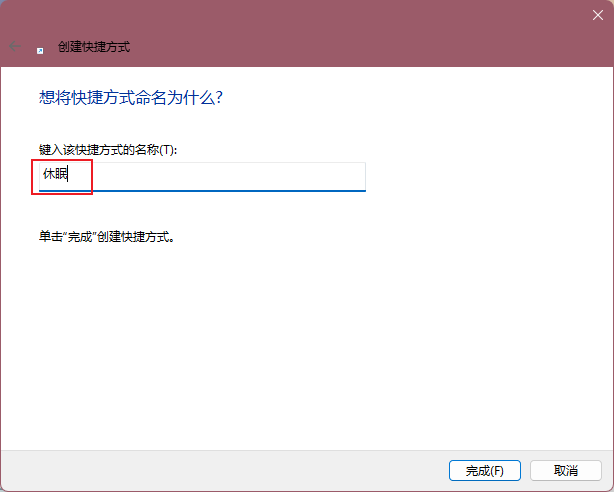 创建快捷方式
想将快捷方式命名为什么?
键入该快捷方式的名称(T):
休眠
单击"完成"创建快捷方式。
完成(F)
取消